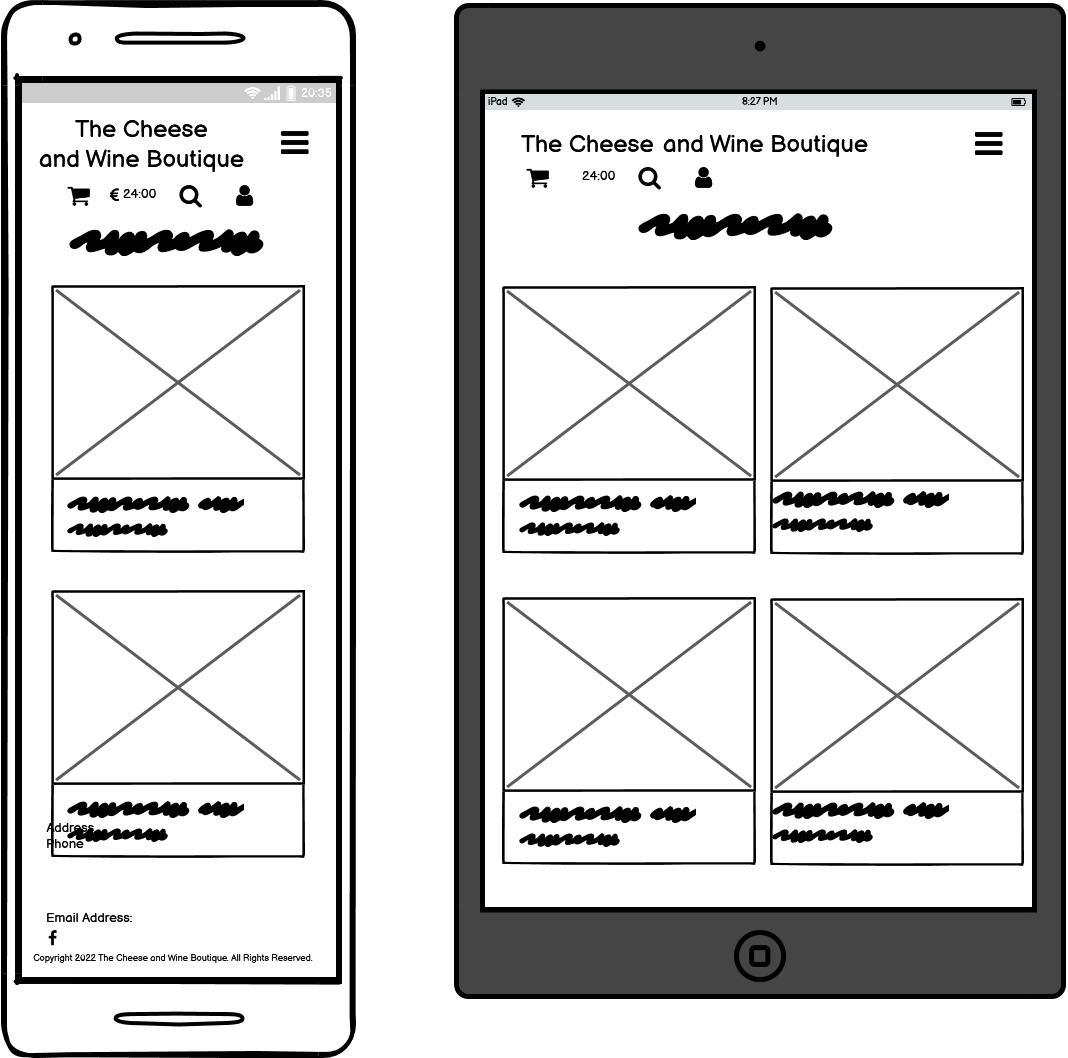 20:35
The Cheese
and Wine Boutique
€ 24:00
Address
Phone
Email Address:
f
Copyright 2022 The Cheese and Wine Boutique. All Rights Reserved.
iPad
8:27 PM
The Cheese and Wine Boutique
24:00